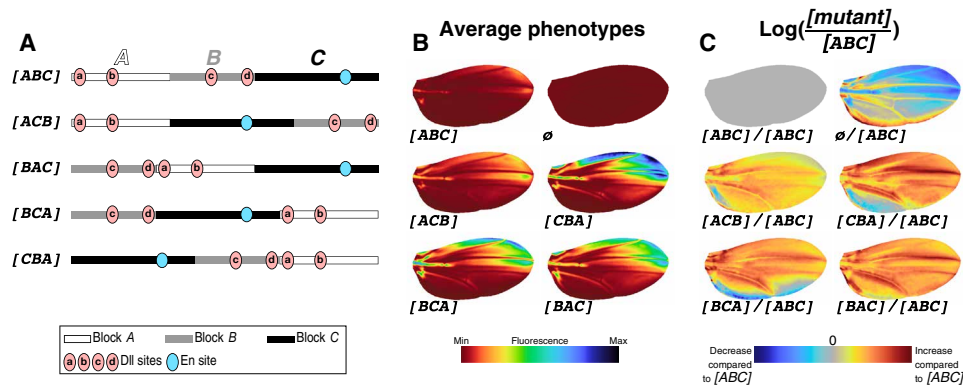 A
A B C
[ABC] a b c d
[ACB] a b c d
[BAC] c d a b
[BCA] c d a b
[CBA] c d a b
Block A Block B Block C
a b c d Dll sites En site
B Average phenotypes
[ABC] ø
[ACB] [CBA]
[BCA] [BAC]
Min Fluorescence Max
C Log([mutant]/[ABC])
[ABC]/[ABC] ø/[ABC]
[ACB]/[ABC] [CBA]/[ABC]
[BCA]/[ABC] [BAC]/[ABC]
0
Decrease compared to [ABC]
Increase compared to [ABC]